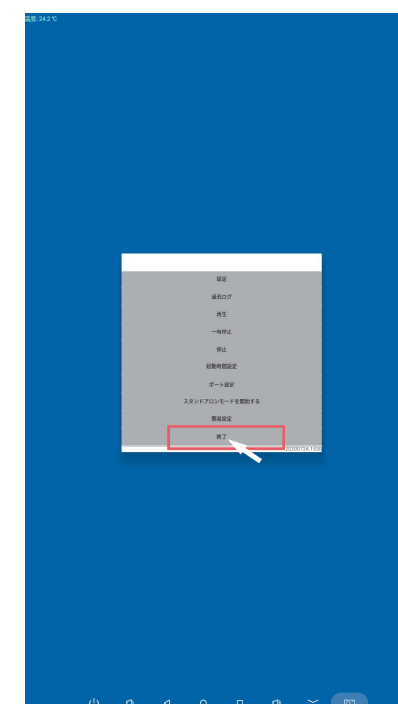 温度: 24.2 ℃
設定
過去ログ
再生
一時停止
停止
起動時間設定
ポート設定
スタンドアロンモードを開始する
簡易設定
終了